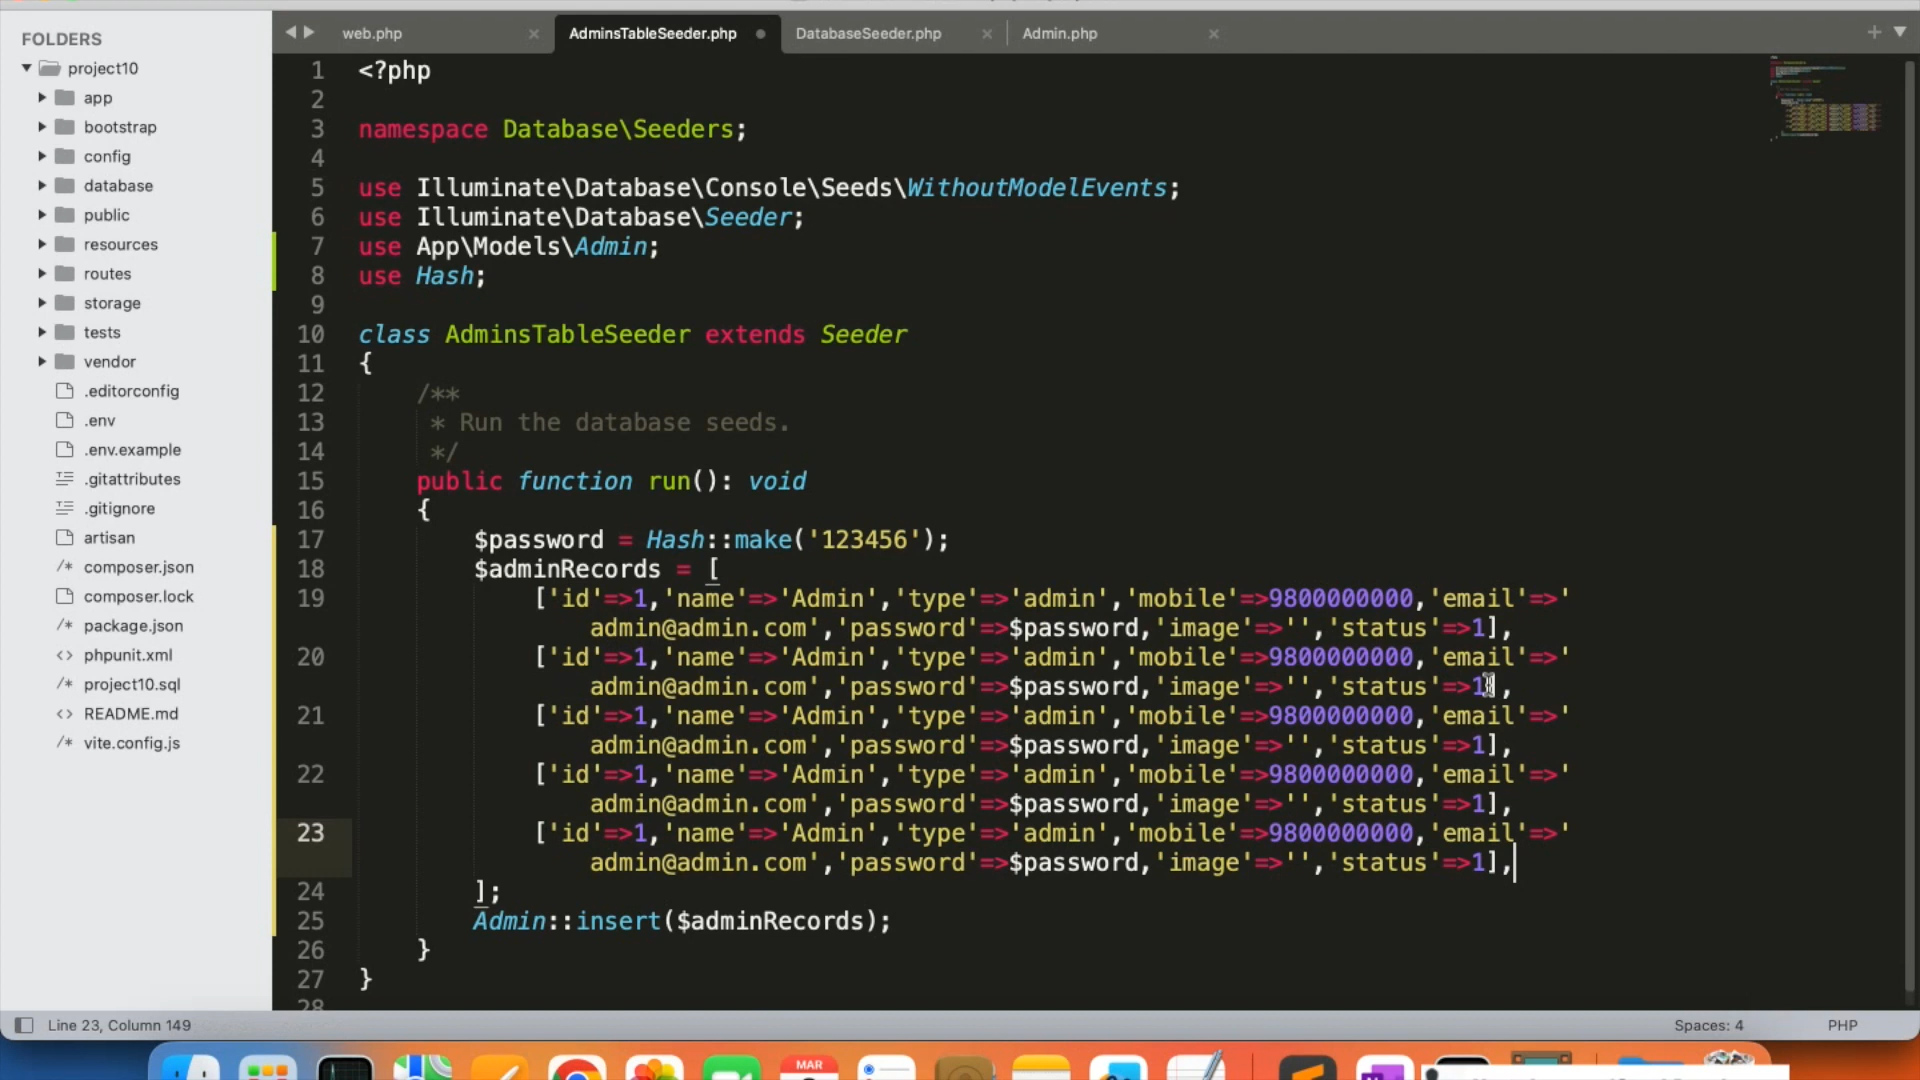 FOLDERS
project10
app
bootstrap
config
database
public
resources
routes
storage
tests
vendor
.editorconfig
.env
.env.example
.gitattributes
.gitignore
artisan
composer.json
composer.lock
package.json
phpunit.xml
project10.sql
README.md
vite.config.js
web.php
AdminsTableSeeder.php
DatabaseSeeder.php
Admin.php
1 <?php
2
3 namespace Database\Seeders;
4
5 use Illuminate\Database\Console\Seeds\WithoutModelEvents;
6 use Illuminate\Database\Seeder;
7 use App\Models\Admin;
8 use Hash;
9
10 class AdminsTableSeeder extends Seeder
11 {
12 /**
13 * Run the database seeds.
14 */
15 public function run(): void
16 {
17 $password = Hash::make('123456');
18 $adminRecords = [
19 ['id'=>1,'name'=>'Admin','type'=>'admin','mobile'=>9800000000,'email'=>'
admin@admin.com','password'=>$password,'image'=>'','status'=>1],
20 ['id'=>1,'name'=>'Admin','type'=>'admin','mobile'=>9800000000,'email'=>'
admin@admin.com','password'=>$password,'image'=>'','status'=>1],
21 ['id'=>1,'name'=>'Admin','type'=>'admin','mobile'=>9800000000,'email'=>'
admin@admin.com','password'=>$password,'image'=>'','status'=>1],
22 ['id'=>1,'name'=>'Admin','type'=>'admin','mobile'=>9800000000,'email'=>'
admin@admin.com','password'=>$password,'image'=>'','status'=>1],
23 ['id'=>1,'name'=>'Admin','type'=>'admin','mobile'=>9800000000,'email'=>'
admin@admin.com','password'=>$password,'image'=>'','status'=>1],
24 ];
25 Admin::insert($adminRecords);
26 }
27 }
28
Line 23, Column 149
Spaces: 4
PHP
MAR